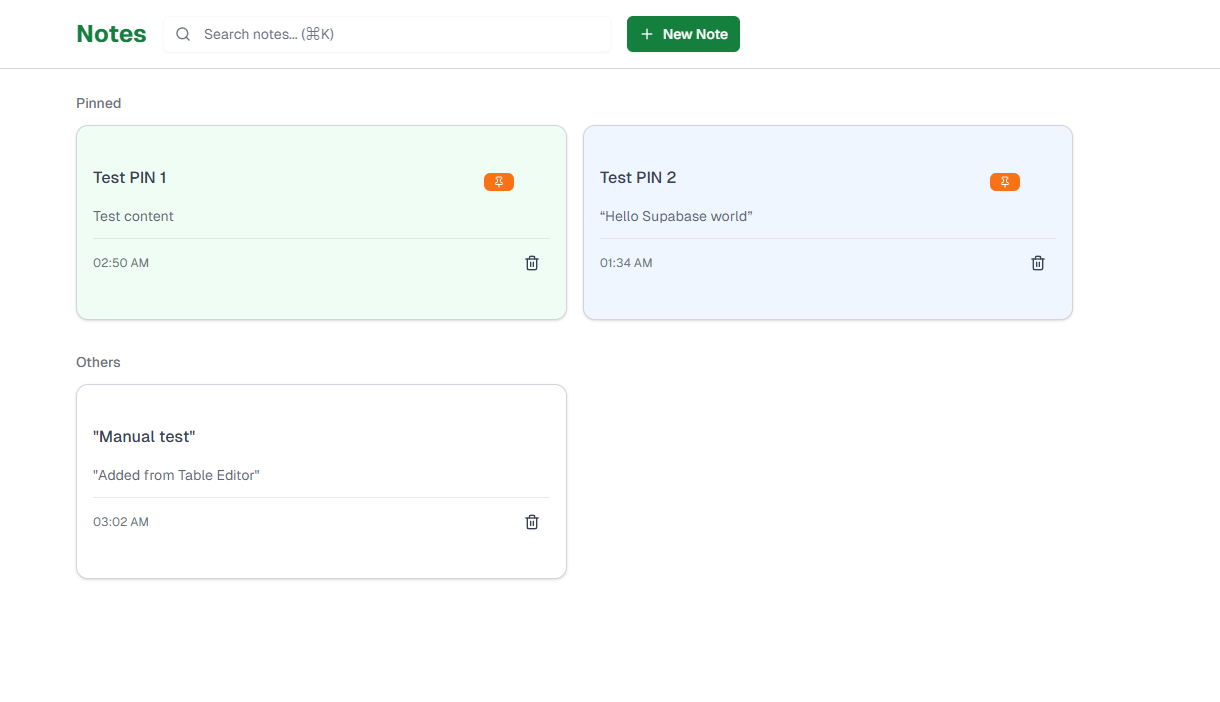 Notes
Search notes... (⌘K)
New Note
Pinned
Test PIN 1
Test content
02:50 AM
Test PIN 2
“Hello Supabase world”
01:34 AM
Others
"Manual test"
"Added from Table Editor"
03:02 AM